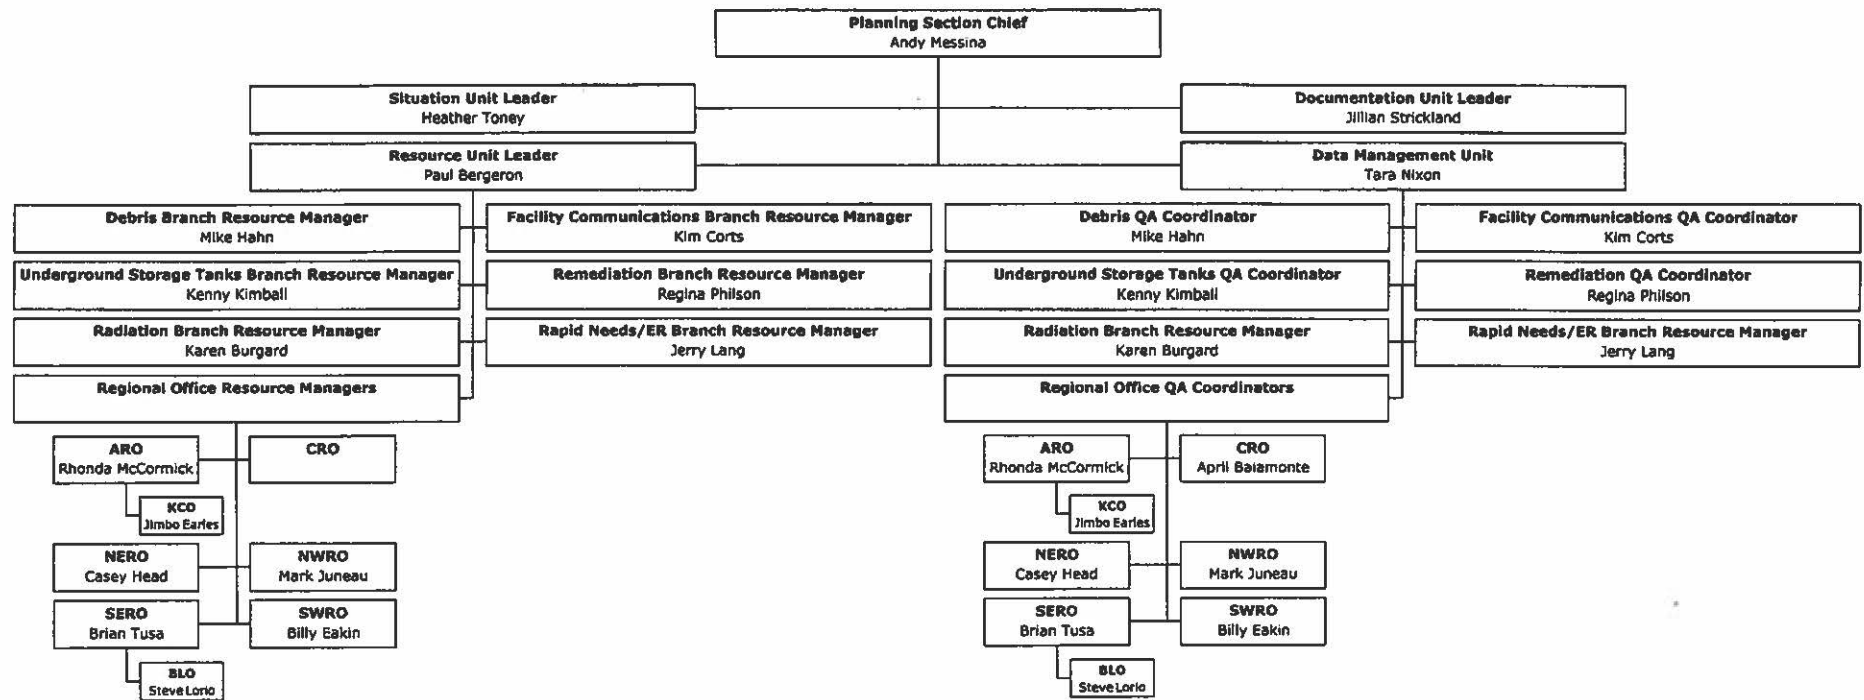 Planning Section Chief
Andy Messina
Situation Unit Leader
Heather Toney
Documentation Unit Leader
Jillian Strickland
Resource Unit Leader
Paul Bergeron
Data Management Unit
Tara Nixon
Debris Branch Resource Manager
Mike Hahn
Facility Communications Branch Resource Manager
Kim Corts
Underground Storage Tanks Branch Resource Manager
Kenny Kimball
Remediation Branch Resource Manager
Regina Philson
Radiation Branch Resource Manager
Karen Burgard
Rapid Needs/ER Branch Resource Manager
Jerry Lang
Regional Office Resource Managers
ARO
Rhonda McCormick
CRO
KCO
Jimbo Earles
NERO
Casey Head
NWRO
Mark Juneau
SERO
Brian Tusa
SWRO
Billy Eakin
BLO
Steve Lorio
Debris QA Coordinator
Mike Hahn
Facility Communications QA Coordinator
Kim Corts
Underground Storage Tanks QA Coordinator
Kenny Kimball
Remediation QA Coordinator
Regina Philson
Radiation Branch Resource Manager
Karen Burgard
Rapid Needs/ER Branch Resource Manager
Jerry Lang
Regional Office QA Coordinators
ARO
Rhonda McCormick
CRO
April Balamonte
KCO
Jimbo Earles
NERO
Casey Head
NWRO
Mark Juneau
SERO
Brian Tusa
SWRO
Billy Eakin
BLO
Steve Lorio